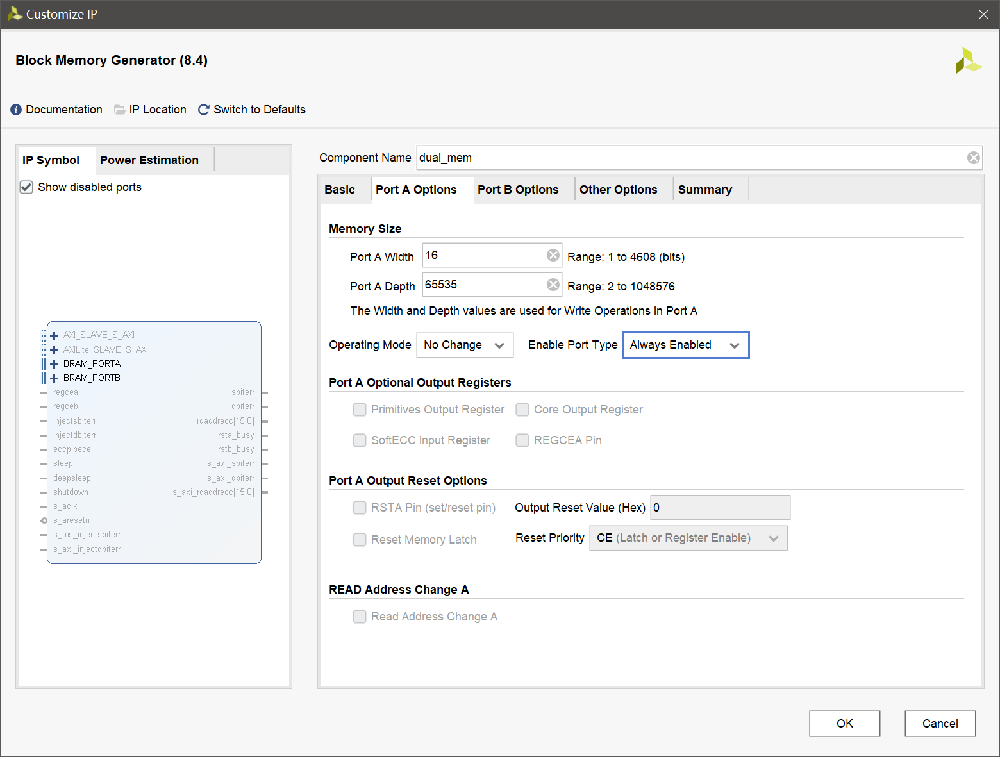 Customize IP
Block Memory Generator (8.4)
Documentation IP Location Switch to Defaults
IP Symbol Power Estimation
Show disabled ports
AXI_SLAVE_S_AXI
AXILite_SLAVE_S_AXI
BRAM_PORTA
BRAM_PORTB
regcea sbiterr
regceb dbiterr
injectsbiterr rdaddrecc[15:0]
injectdbiterr rsta_busy
eccpipece rstb_busy
sleep s_axi_sbiterr
deepsleep s_axi_dbiterr
shutdown s_axi_rdaddrecc[15:0]
s_aclk
s_aresetn
s_axi_injectsbiterr
s_axi_injectdbiterr
Component Name dual_mem
Basic Port A Options Port B Options Other Options Summary
Memory Size
Port A Width 16 Range: 1 to 4608 (bits)
Port A Depth 65535 Range: 2 to 1048576
The Width and Depth values are used for Write Operations in Port A
Operating Mode No Change Enable Port Type Always Enabled
Port A Optional Output Registers
Primitives Output Register Core Output Register
SoftECC Input Register REGCEA Pin
Port A Output Reset Options
RSTA Pin (set/reset pin) Output Reset Value (Hex) 0
Reset Memory Latch Reset Priority CE (Latch or Register Enable)
READ Address Change A
Read Address Change A
OK Cancel